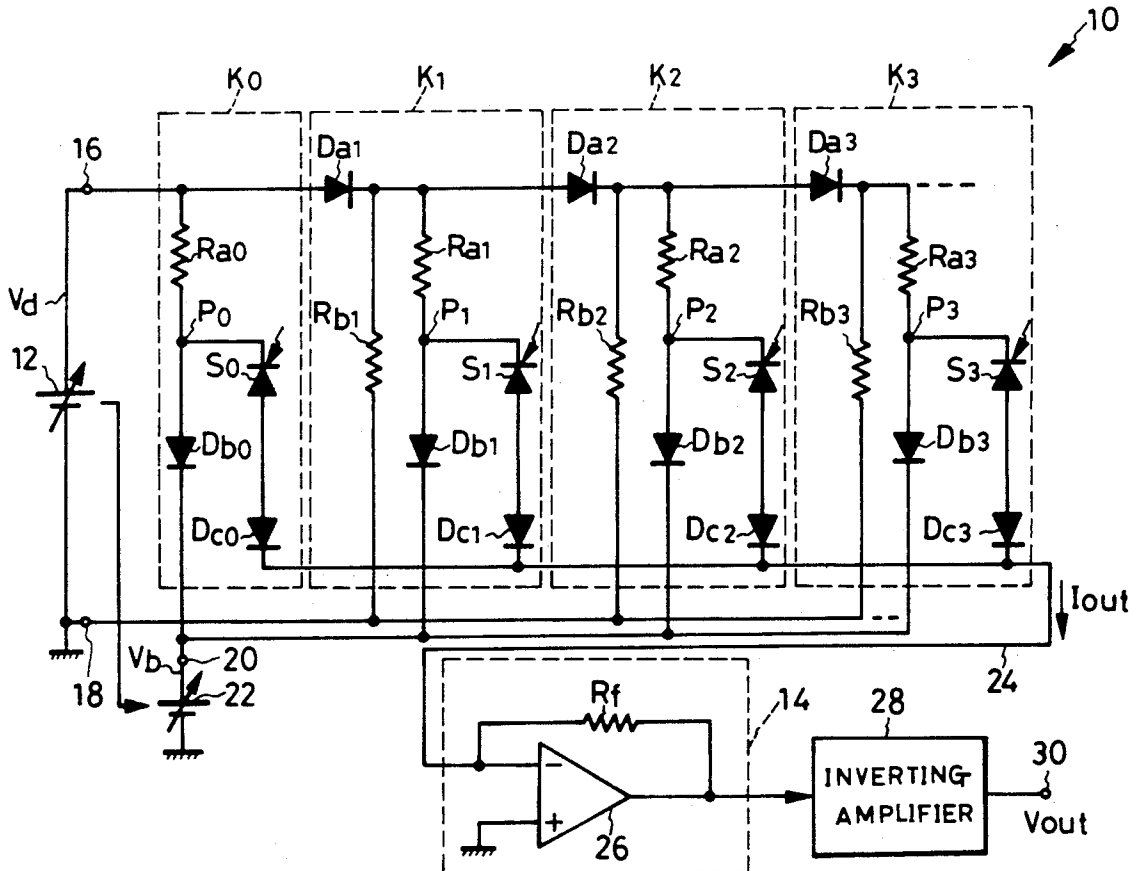 10
K0 K1 K2 K3
Da1 Da2 Da3
16
Ra0 Ra1 Ra2 Ra3
Vd
P0 P1 P2 P3
Rb1 Rb2 Rb3
12
S0 S1 S2 S3
Db0 Db1 Db2 Db3
Dc0 Dc1 Dc2 Dc3
Iout
18 Vb 20 22 24
Rf 14 28 30
− +
26
INVERTING
AMPLIFIER
Vout